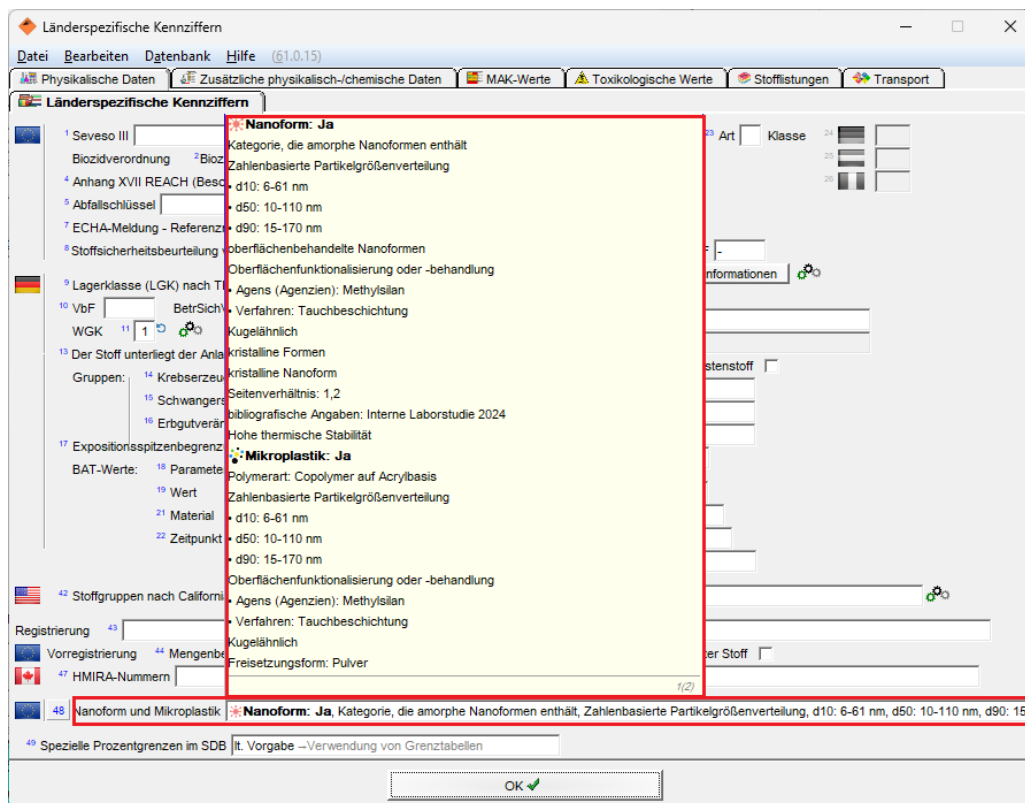 Länderspezifische Kennziffern
Datei Bearbeiten Datenbank Hilfe (61.0.15)
Physikalische Daten Zusätzliche physikalisch-/chemische Daten MAK-Werte Toxikologische Werte Stofflistungen Transport
Länderspezifische Kennziffern
1 Seveso III
23 Art Klasse 24
Biozidverordnung 2 Bioz
25
4 Anhang XVII REACH (Besc
26
5 Abfallschlüssel
7 ECHA-Meldung - Referenz
8 Stoffsicherheitsbeurteilung
-
9 Lagerklasse (LGK) nach
nformationen
10 VbF BetrSich
WGK 11 1
13 Der Stoff unterliegt der Anla
stenstoff
Gruppen: 14 Krebserzeu
15 Schwangers
16 Erbgutverän
17 Expositionsspitzenbegrenz
BAT-Werte: 18 Paramete
19 Wert
21 Material
22 Zeitpunkt
42 Stoffgruppen nach Californi
Registrierung 43
Vorregistrierung 44 Mengenbe
ter Stoff
47 HMIRA-Nummern
Nanoform: Ja
Kategorie, die amorphe Nanoformen enthält
Zahlenbasierte Partikelgrößenverteilung
• d10: 6-61 nm
• d50: 10-110 nm
• d90: 15-170 nm
oberflächenbehandelte Nanoformen
Oberflächenfunktionalisierung oder -behandlung
• Agens (Agenzien): Methylsilan
• Verfahren: Tauchbeschichtung
Kugelähnlich
kristalline Formen
kristalline Nanoform
Seitenverhältnis: 1,2
bibliografische Angaben: Interne Laborstudie 2024
Hohe thermische Stabilität
Mikroplastik: Ja
Polymerart: Copolymer auf Acrylbasis
Zahlenbasierte Partikelgrößenverteilung
• d10: 6-61 nm
• d50: 10-110 nm
• d90: 15-170 nm
Oberflächenfunktionalisierung oder -behandlung
• Agens (Agenzien): Methylsilan
• Verfahren: Tauchbeschichtung
Kugelähnlich
Freisetzungsform: Pulver
1(2)
48 Nanoform und Mikroplastik Nanoform: Ja, Kategorie, die amorphe Nanoformen enthält, Zahlenbasierte Partikelgrößenverteilung, d10: 6-61 nm, d50: 10-110 nm, d90: 15
49 Spezielle Prozentgrenzen im SDB lt. Vorgabe →Verwendung von Grenztabellen
OK